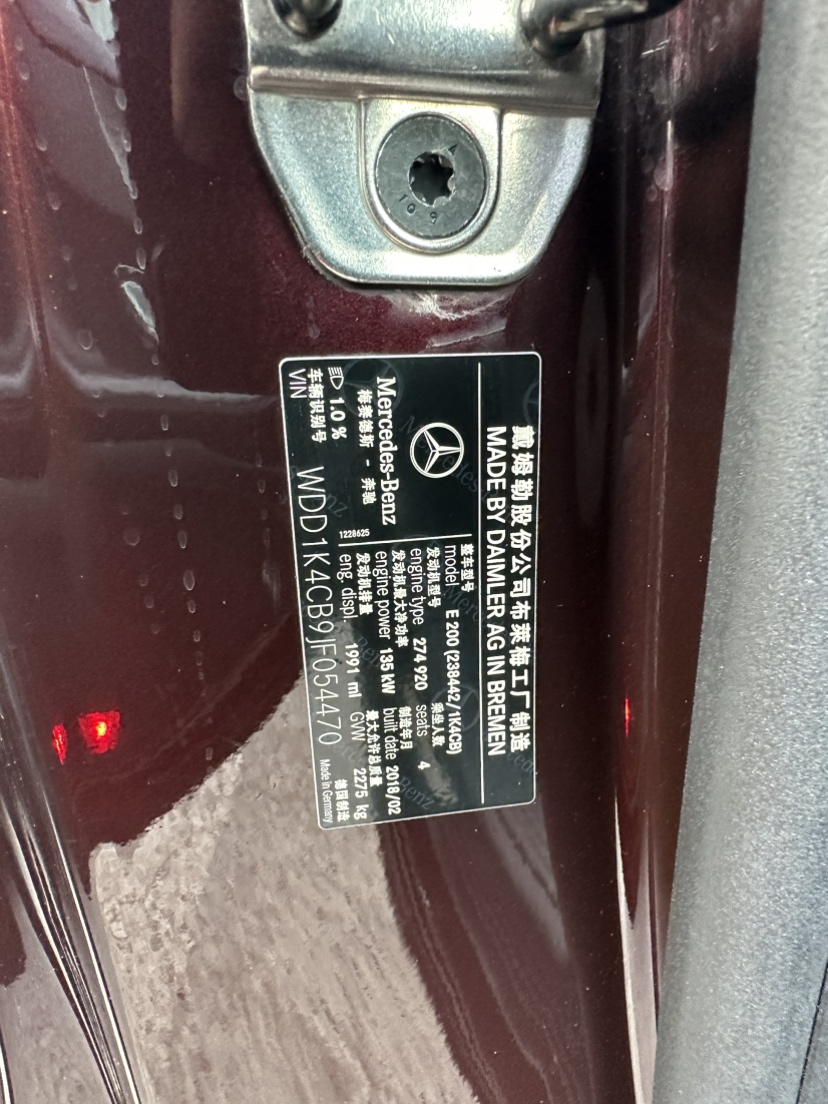 戴姆勒股份公司布莱梅工厂制造
MADE BY DAIMLER AG IN BREMEN
Mercedes-Benz
梅赛德斯 - 奔驰
1228625
整车型号
model E 200 (238442/1K4CB)
发动机型号 乘坐人数
engine type 274 920 seats 4
发动机最大净功率 制造年月
engine power 135 kW built date 2018/02
发动机排量 最大允许总质量
eng. displ. 1991 ml GVW 2275 kg
1.0 %
车辆识别号
VIN WDD1K4CB9JF054470
德国制造
Made in Germany
10 9